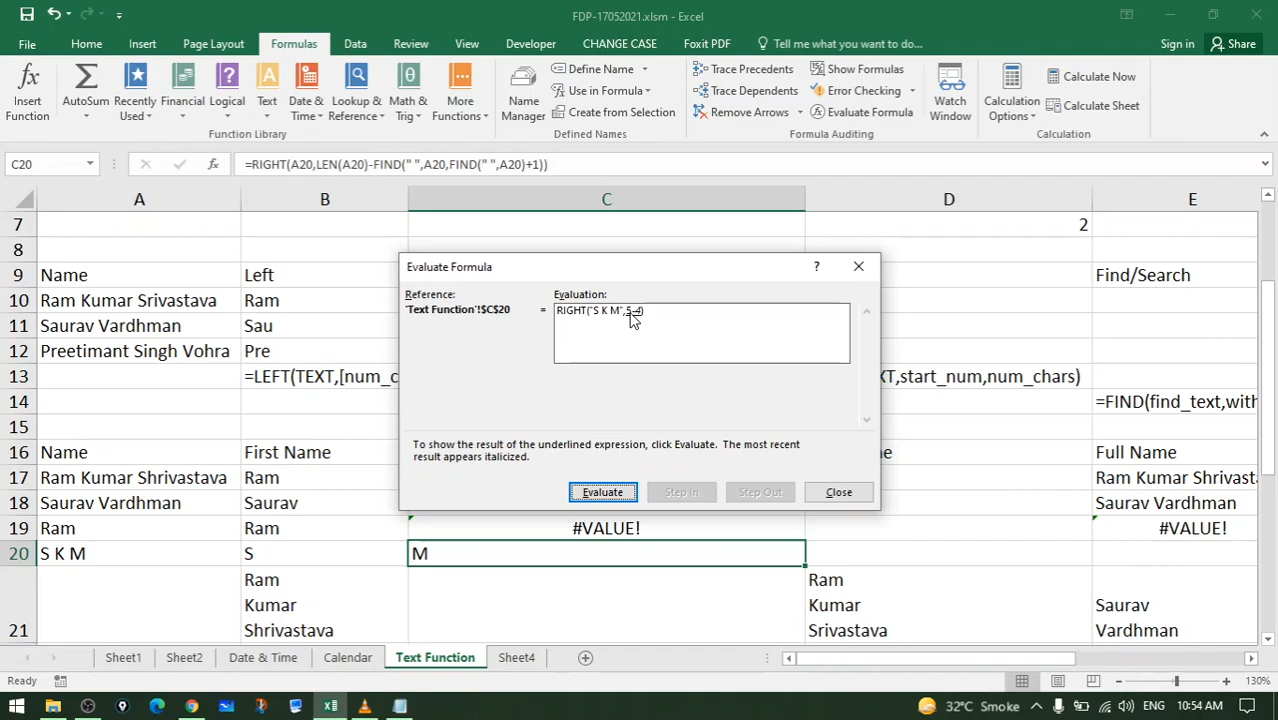 FDP-17052021.xlsm - Excel
File
Home
Insert
Page Layout
Formulas
Data
Review
View
Developer
CHANGE CASE
Foxit PDF
Tell me what you want to do...
Sign in
Share
Insert Function
AutoSum
Recently Used
Financial
Logical
Text
Date & Time
Lookup & Reference
Math & Trig
More Functions
Function Library
Name Manager
Define Name
Use in Formula
Create from Selection
Defined Names
Trace Precedents
Trace Dependents
Remove Arrows
Show Formulas
Error Checking
Evaluate Formula
Formula Auditing
Watch Window
Calculation Options
Calculate Now
Calculate Sheet
Calculation
C20
fx
=RIGHT(A20,LEN(A20)-FIND(" ",A20,FIND(" ",A20)+1))
A B C D E
7 2
8
9 Name Left Find/Search
10 Ram Kumar Srivastava Ram
11 Saurav Vardhman Sau
12 Preetimant Singh Vohra Pre
13 =LEFT(TEXT,[num_c XT,start_num,num_chars)
14 =FIND(find_text,with
15
16 Name First Name ne Full Name
17 Ram Kumar Shrivastava Ram Ram Kumar Shrivasta
18 Saurav Vardhman Saurav Saurav Vardhman
19 Ram Ram #VALUE! #VALUE!
20 S K M S M
Ram Ram
Kumar Kumar Saurav
21 Shrivastava Srivastava Vardhman
Evaluate Formula
?
Reference:
Evaluation:
'Text Function'!$C$20 = RIGHT("S K M",5-4)
To show the result of the underlined expression, click Evaluate. The most recent
result appears italicized.
Evaluate
Step In
Step Out
Close
Sheet1
Sheet2
Date & Time
Calendar
Text Function
Sheet4
Ready
130%
32°C Smoke
ENG
10:54 AM